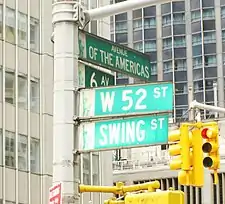 AVENUE
OF THE AMERICAS
6 AV
W 52 ST
SWING ST